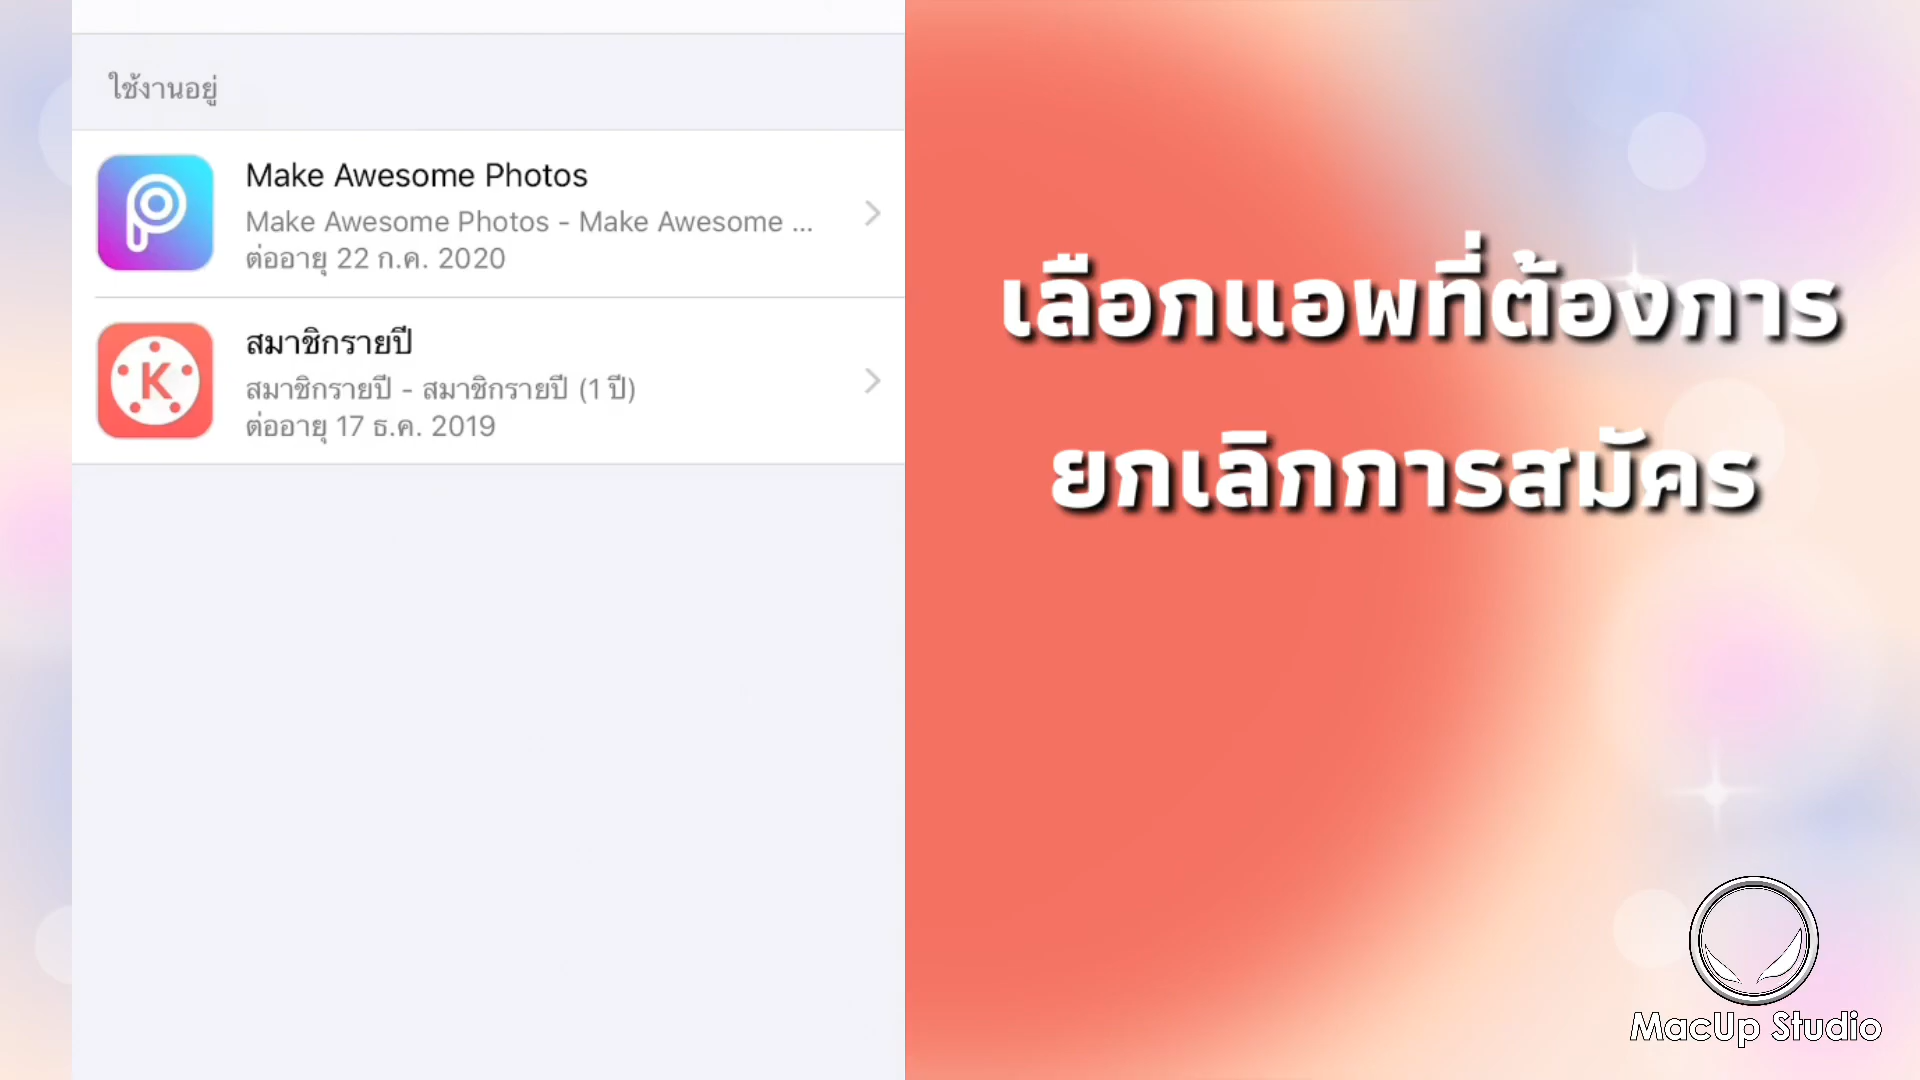 ใช้งานอยู่
Make Awesome Photos
Make Awesome Photos - Make Awesome ...
ต่ออายุ 22 ก.ค. 2020
สมาชิกรายปี
สมาชิกรายปี - สมาชิกรายปี (1 ปี)
ต่ออายุ 17 ธ.ค. 2019
K
เลือกแอพที่ต้องการ
ยกเลิกการสมัคร
MacUp Studio